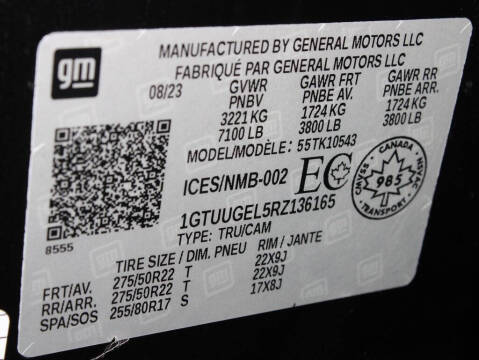 gm
MANUFACTURED BY GENERAL MOTORS LLC
FABRIQUÉ PAR GENERAL MOTORS LLC
08/23 GVWR GAWR FRT GAWR RR
PNBV PNBE AV. PNBE ARR.
3221 KG 1724 KG 1724 KG
7100 LB 3800 LB 3800 LB
MODEL/MODÈLE: 55TK10543
ICES/NMB-002 EC
CANADA
985
TRANSPORT
1GTUUGEL5RZ136165
TYPE: TRU/CAM
8555
TIRE SIZE / DIM. PNEU RIM / JANTE
FRT/AV. 275/50R22 T 22X9J
RR/ARR. 275/50R22 T 22X9J
SPA/SOS 255/80R17 S 17X8J